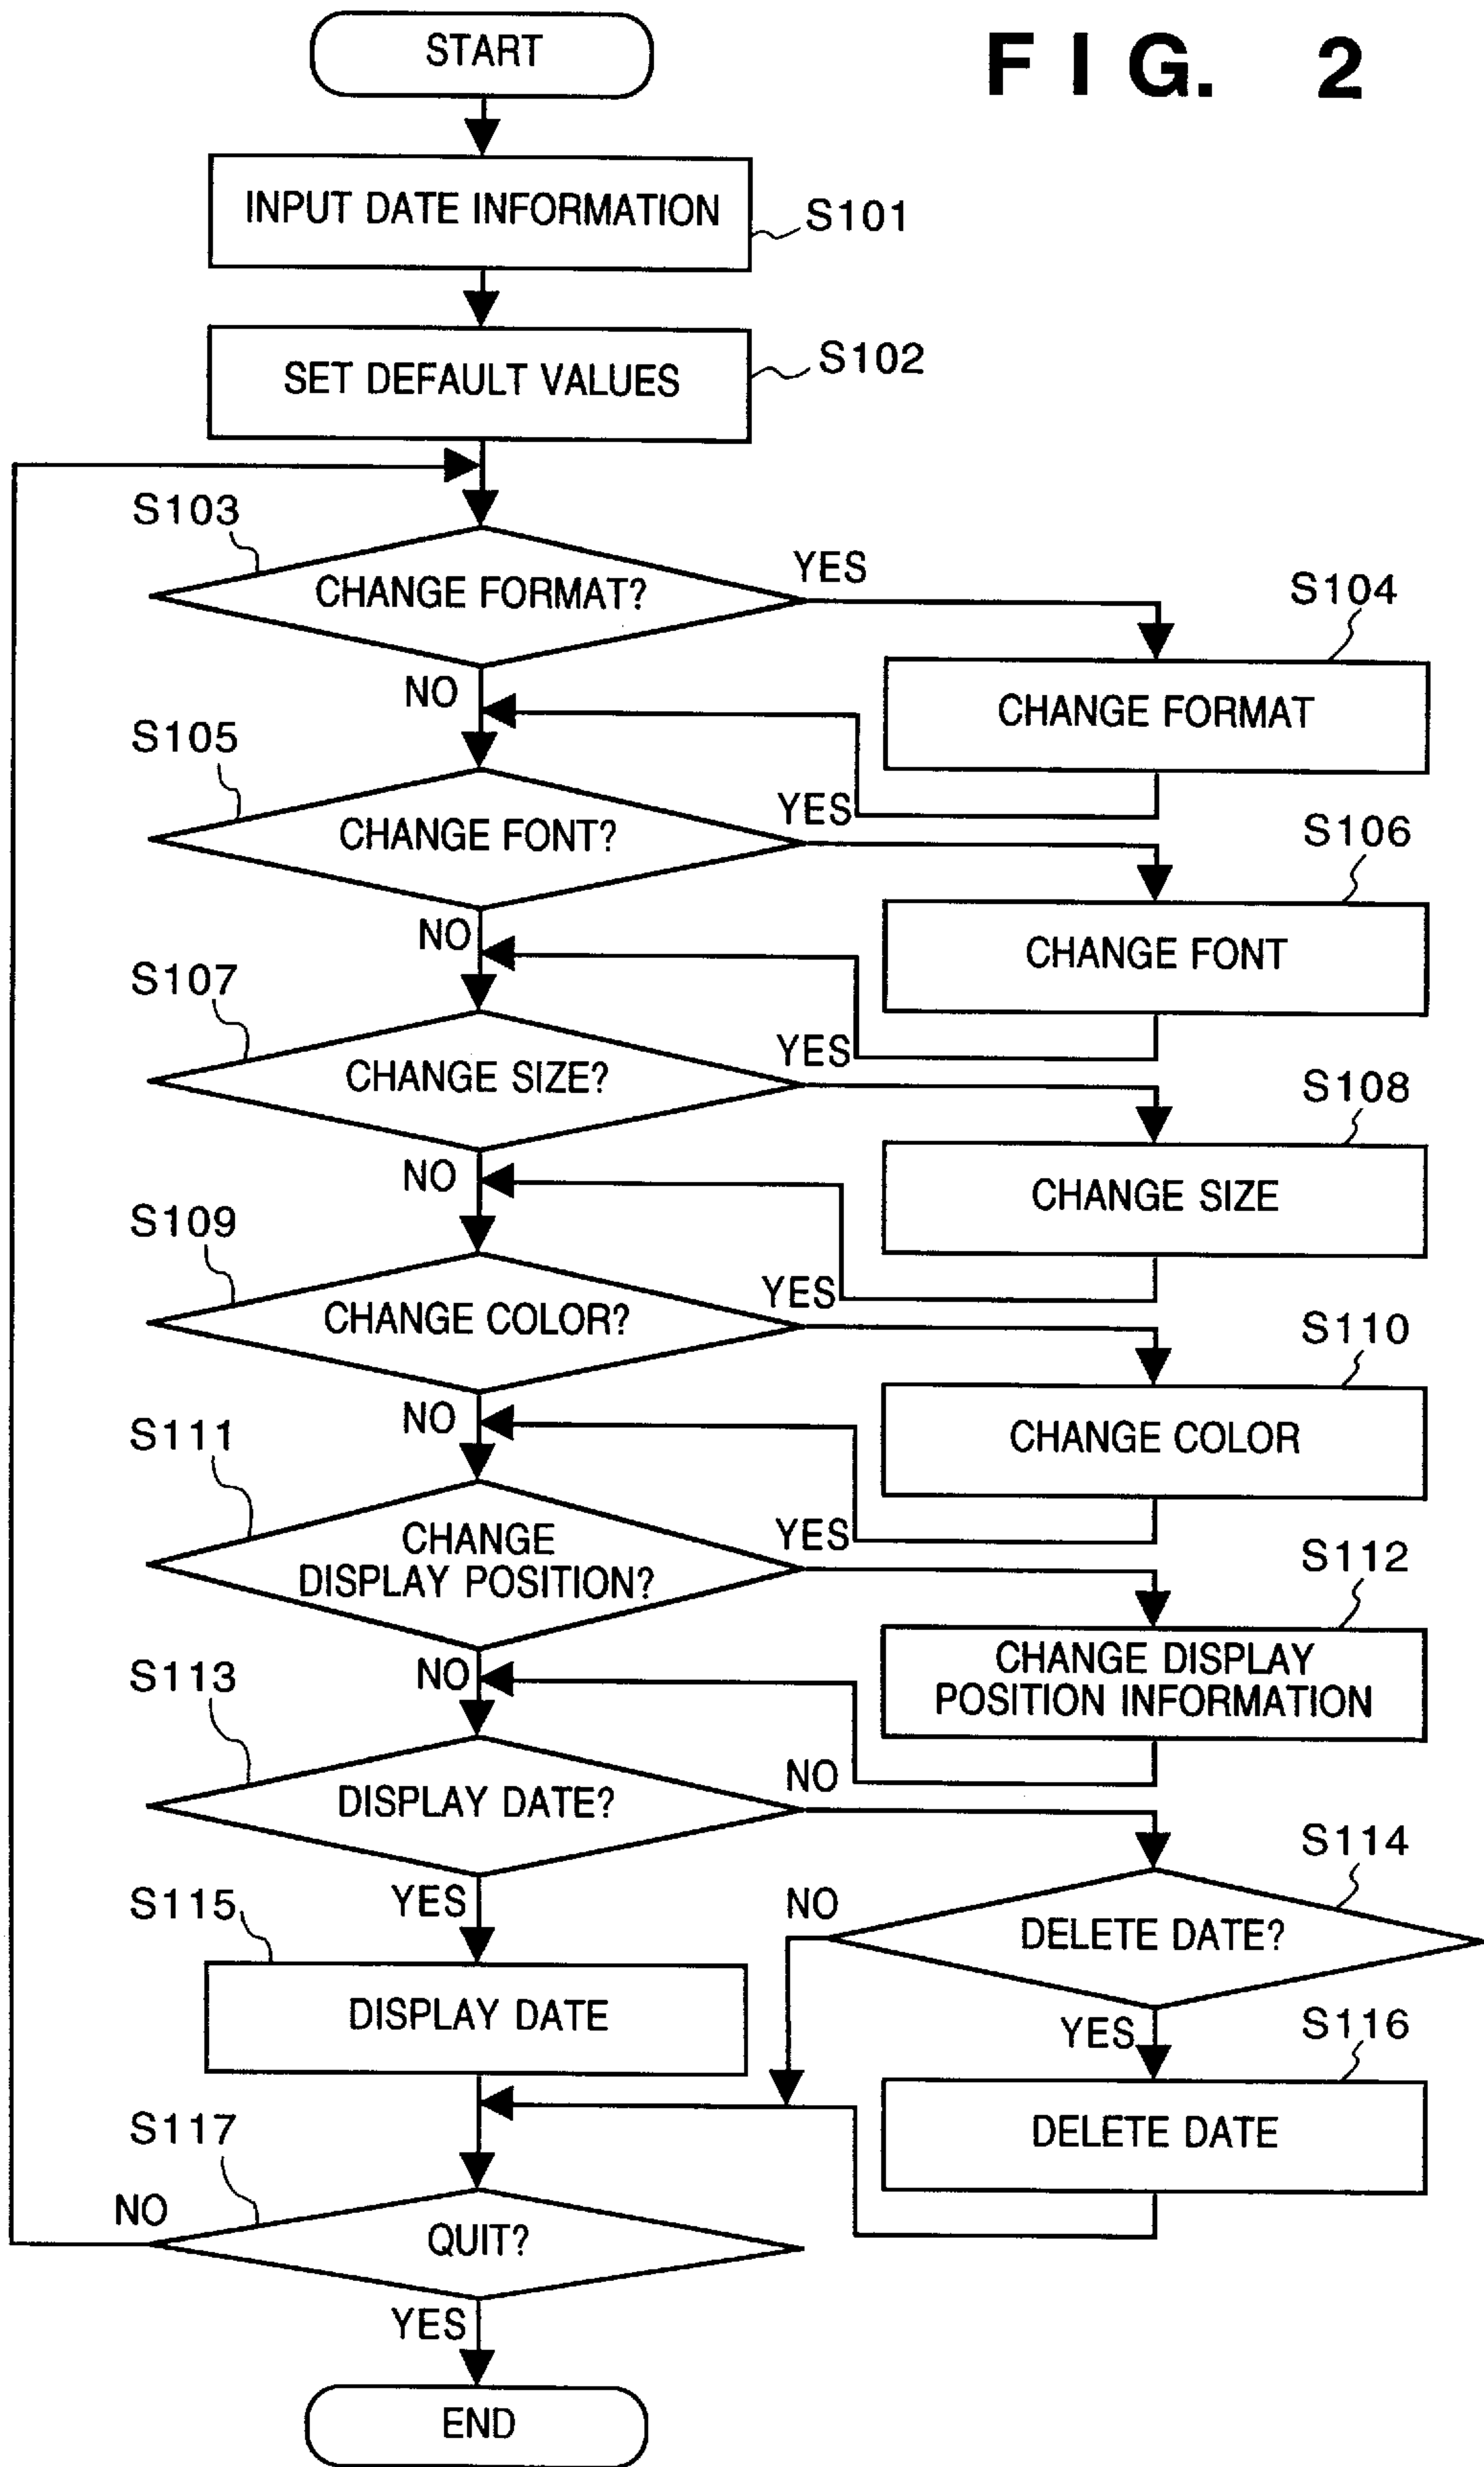 FIG. 2
START
INPUT DATE INFORMATION
S101
SET DEFAULT VALUES
S102
S103
CHANGE FORMAT?
YES
S104
CHANGE FORMAT
NO
S105
CHANGE FONT?
YES
S106
CHANGE FONT
NO
S107
CHANGE SIZE?
YES
S108
CHANGE SIZE
NO
S109
CHANGE COLOR?
YES
S110
CHANGE COLOR
NO
S111
CHANGE
DISPLAY POSITION?
YES
S112
CHANGE DISPLAY
POSITION INFORMATION
NO
S113
DISPLAY DATE?
NO
S114
DELETE DATE?
NO
YES
S115
DISPLAY DATE
YES
S116
DELETE DATE
S117
NO
QUIT?
YES
END